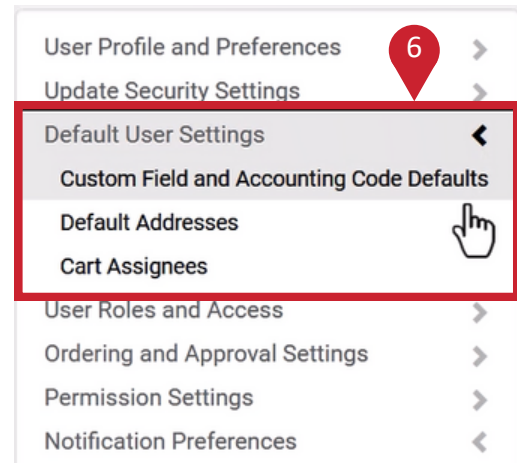 User Profile and Preferences
6
Update Security Settings
Default User Settings
Custom Field and Accounting Code Defaults
Default Addresses
Cart Assignees
User Roles and Access
Ordering and Approval Settings
Permission Settings
Notification Preferences